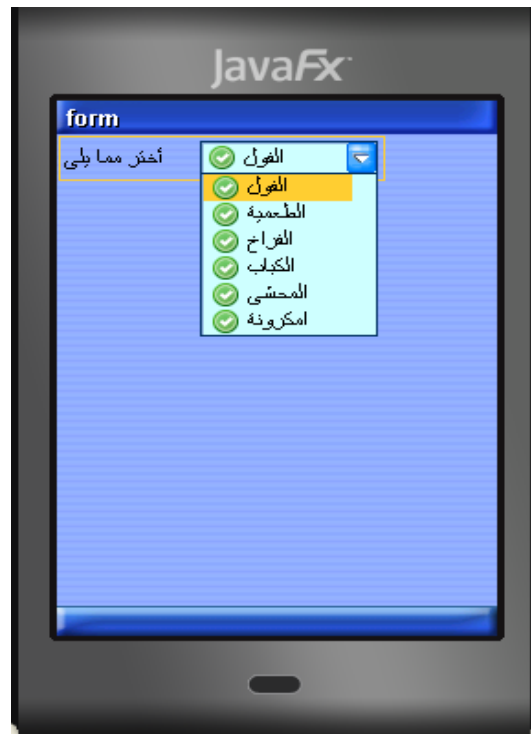 JavaFx
form
أختر مما يلى
الفول
الفول
الطعمية
الفراخ
الكباب
المحشى
امكرونة